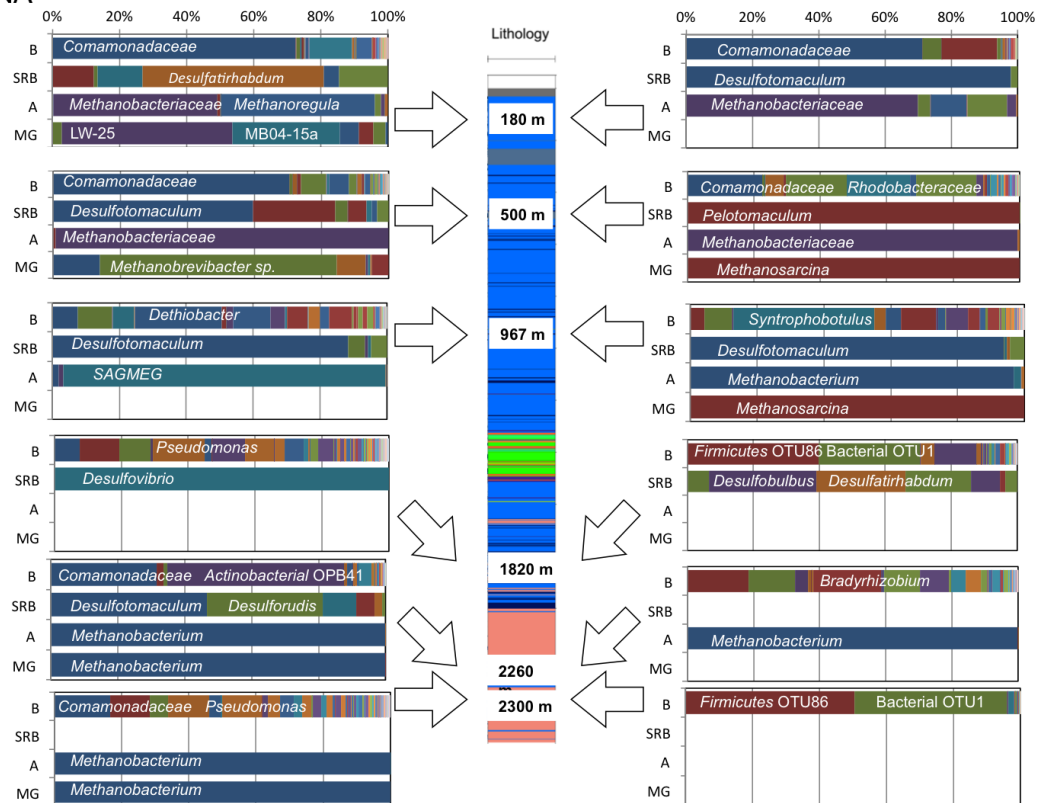 0% 20% 40% 60% 80% 100%
Lithology
0% 20% 40% 60% 80% 100%
B Comamonadaceae
SRB Desulfatirhabdum
A Methanobacteriaceae Methanoregula
MG LW-25 MB04-15a
180 m
B Comamonadaceae
SRB Desulfotomaculum
A Methanobacteriaceae
MG
B Comamonadaceae
SRB Desulfotomaculum
A Methanobacteriaceae
MG Methanobrevibacter sp.
500 m
B Comamonadaceae Rhodobacteraceae
SRB Pelotomaculum
A Methanobacteriaceae
MG Methanosarcina
B Dethiobacter
SRB Desulfotomaculum
A SAGMEG
MG
967 m
B Syntrophobotulus
SRB Desulfotomaculum
A Methanobacterium
MG Methanosarcina
B Pseudomonas
SRB Desulfovibrio
A
MG
1820 m
B Firmicutes OTU86 Bacterial OTU1
SRB Desulfobulbus Desulfatirhabdum
A
MG
B Comamonadaceae Actinobacterial OPB41
SRB Desulfotomaculum Desulforudis
A Methanobacterium
MG Methanobacterium
2260
B Bradyrhizobium
SRB
A Methanobacterium
MG
B Comamonadaceae Pseudomonas
SRB
A Methanobacterium
MG Methanobacterium
2300 m
B Firmicutes OTU86 Bacterial OTU1
SRB
A
MG